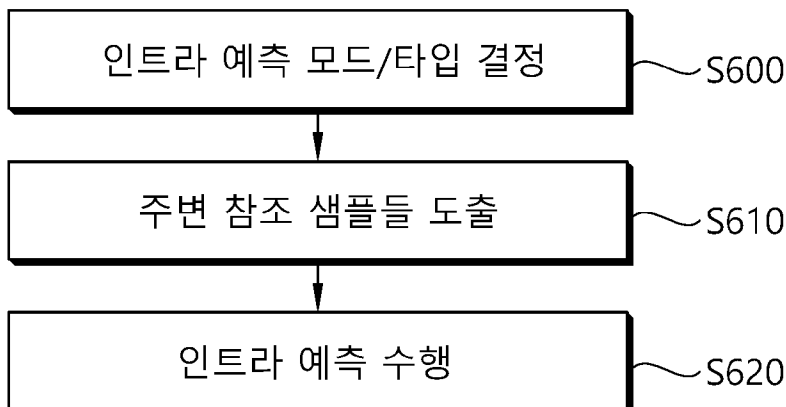 인트라 예측 모드/타입 결정
S600
주변 참조 샘플들 도출
S610
인트라 예측 수행
S620